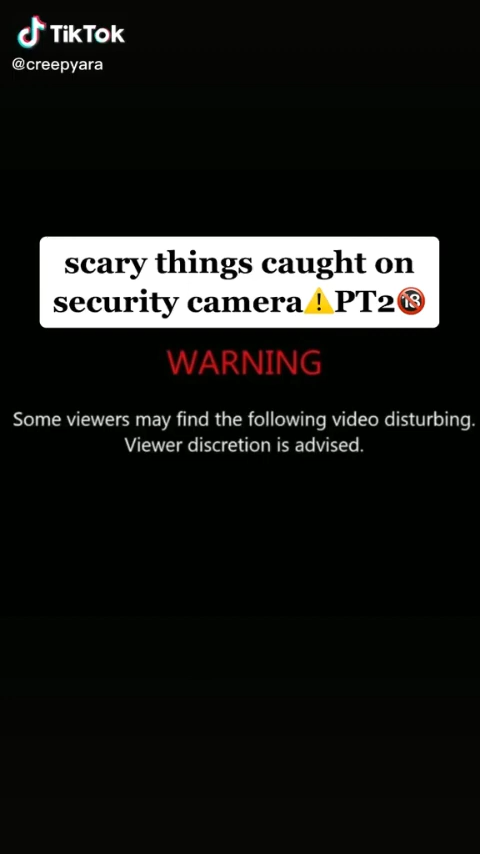 TikTok
@creepyara
scary things caught on
security camera⚠️PT2🔞
WARNING
Some viewers may find the following video disturbing.
Viewer discretion is advised.